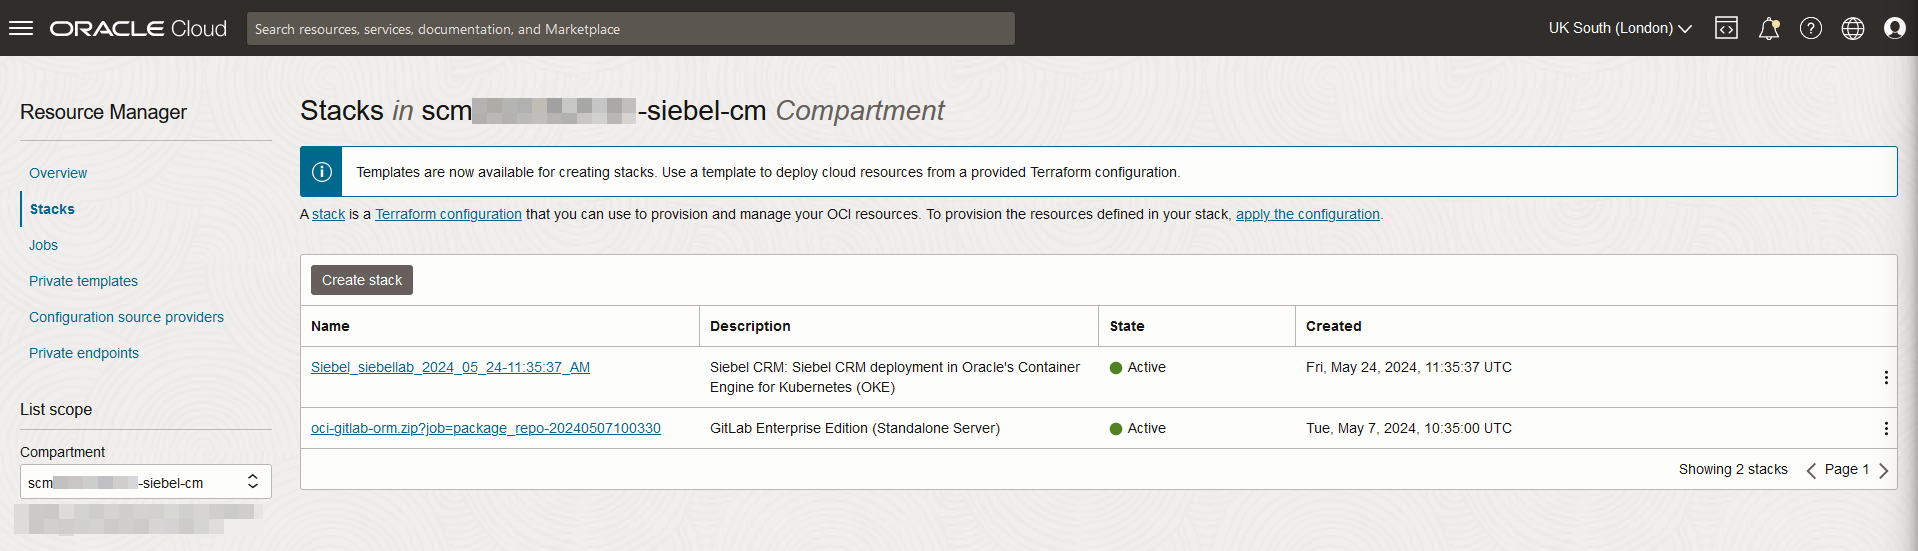 ORACLE Cloud
Search resources, services, documentation, and Marketplace
UK South (London)
Resource Manager
Overview
Stacks
Jobs
Private templates
Configuration source providers
Private endpoints
List scope
Compartment
scm -siebel-cm
Stacks in scm -siebel-cm Compartment
Templates are now available for creating stacks. Use a template to deploy cloud resources from a provided Terraform configuration.
A stack is a Terraform configuration that you can use to provision and manage your OCI resources. To provision the resources defined in your stack, apply the configuration.
Create stack
Name Description State Created
Siebel_siebellab_2024_05_24-11:35:37_AM Siebel CRM: Siebel CRM deployment in Oracle's Container Active Fri, May 24, 2024, 11:35:37 UTC
Engine for Kubernetes (OKE)
oci-gitlab-orm.zip?job=package_repo-20240507100330 GitLab Enterprise Edition (Standalone Server) Active Tue, May 7, 2024, 10:35:00 UTC
Showing 2 stacks Page 1